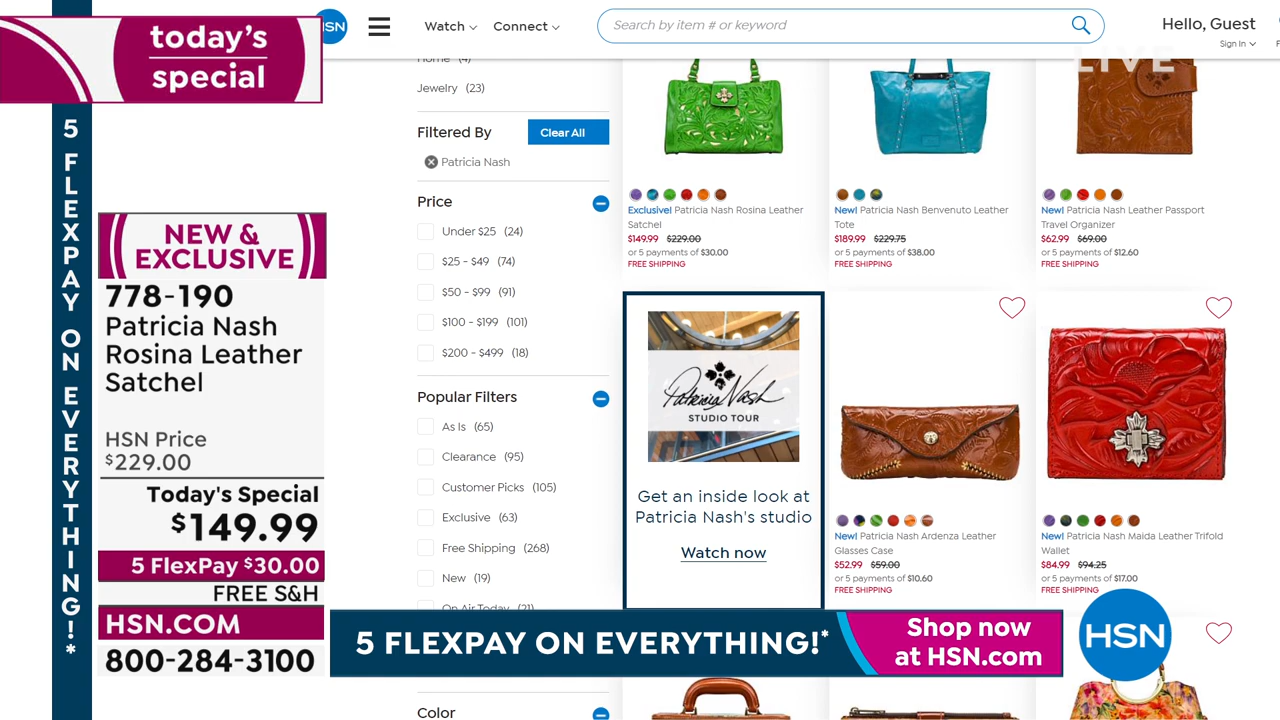 today's
special
5 FLEXPAY ON EVERYTHING!*
NEW &
EXCLUSIVE
778-190
Patricia Nash
Rosina Leather
Satchel
HSN Price
$229.00
Today's Special
$149.99
5 FlexPay $30.00
FREE S&H
HSN.COM
800-284-3100
HSN
Watch
Connect
Search by item # or keyword
Hello, Guest
Sign In
LIVE
Home (4)
Jewelry (23)
Filtered By
Clear All
Patricia Nash
Price
Under $25 (24)
$25 - $49 (74)
$50 - $99 (91)
$100 - $199 (101)
$200 - $499 (18)
Popular Filters
As Is (65)
Clearance (95)
Customer Picks (105)
Exclusive (63)
Free Shipping (268)
New (19)
On Air Today (21)
Color
Exclusive! Patricia Nash Rosina Leather
Satchel
$149.99 $229.00
or 5 payments of $30.00
FREE SHIPPING
New! Patricia Nash Benvenuto Leather
Tote
$189.99 $229.75
or 5 payments of $38.00
FREE SHIPPING
New! Patricia Nash Leather Passport
Travel Organizer
$62.99 $69.00
or 5 payments of $12.60
FREE SHIPPING
Patricia Nash
STUDIO TOUR
Get an inside look at
Patricia Nash's studio
Watch now
New! Patricia Nash Ardenza Leather
Glasses Case
$52.99 $59.00
or 5 payments of $10.60
FREE SHIPPING
New! Patricia Nash Maida Leather Trifold
Wallet
$84.99 $94.25
or 5 payments of $17.00
FREE SHIPPING
5 FLEXPAY ON EVERYTHING!*
Shop now
at HSN.com
HSN